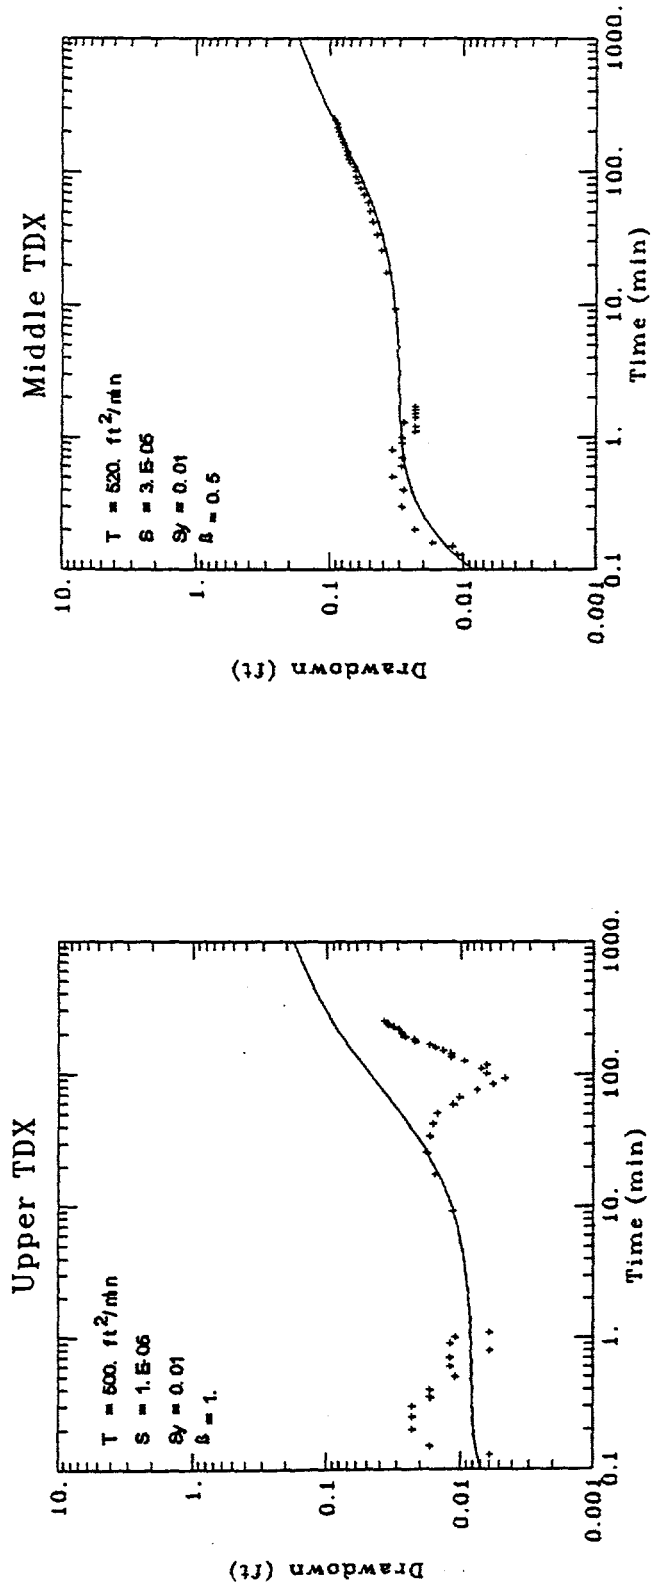 Upper TDX
T = 500. ft²/min
S = 1.E-05
Sy = 0.01
ß = 1.
10.
1.
0.1
0.01
0.001
Drawdown (ft)
0.1
1.
10.
100.
1000.
Time (min)
Middle TDX
T = 520. ft²/min
S = 3.E-05
Sy = 0.01
ß = 0.5
10.
1.
0.1
0.01
0.001
Drawdown (ft)
0.1
1.
10.
100.
1000.
Time (min)